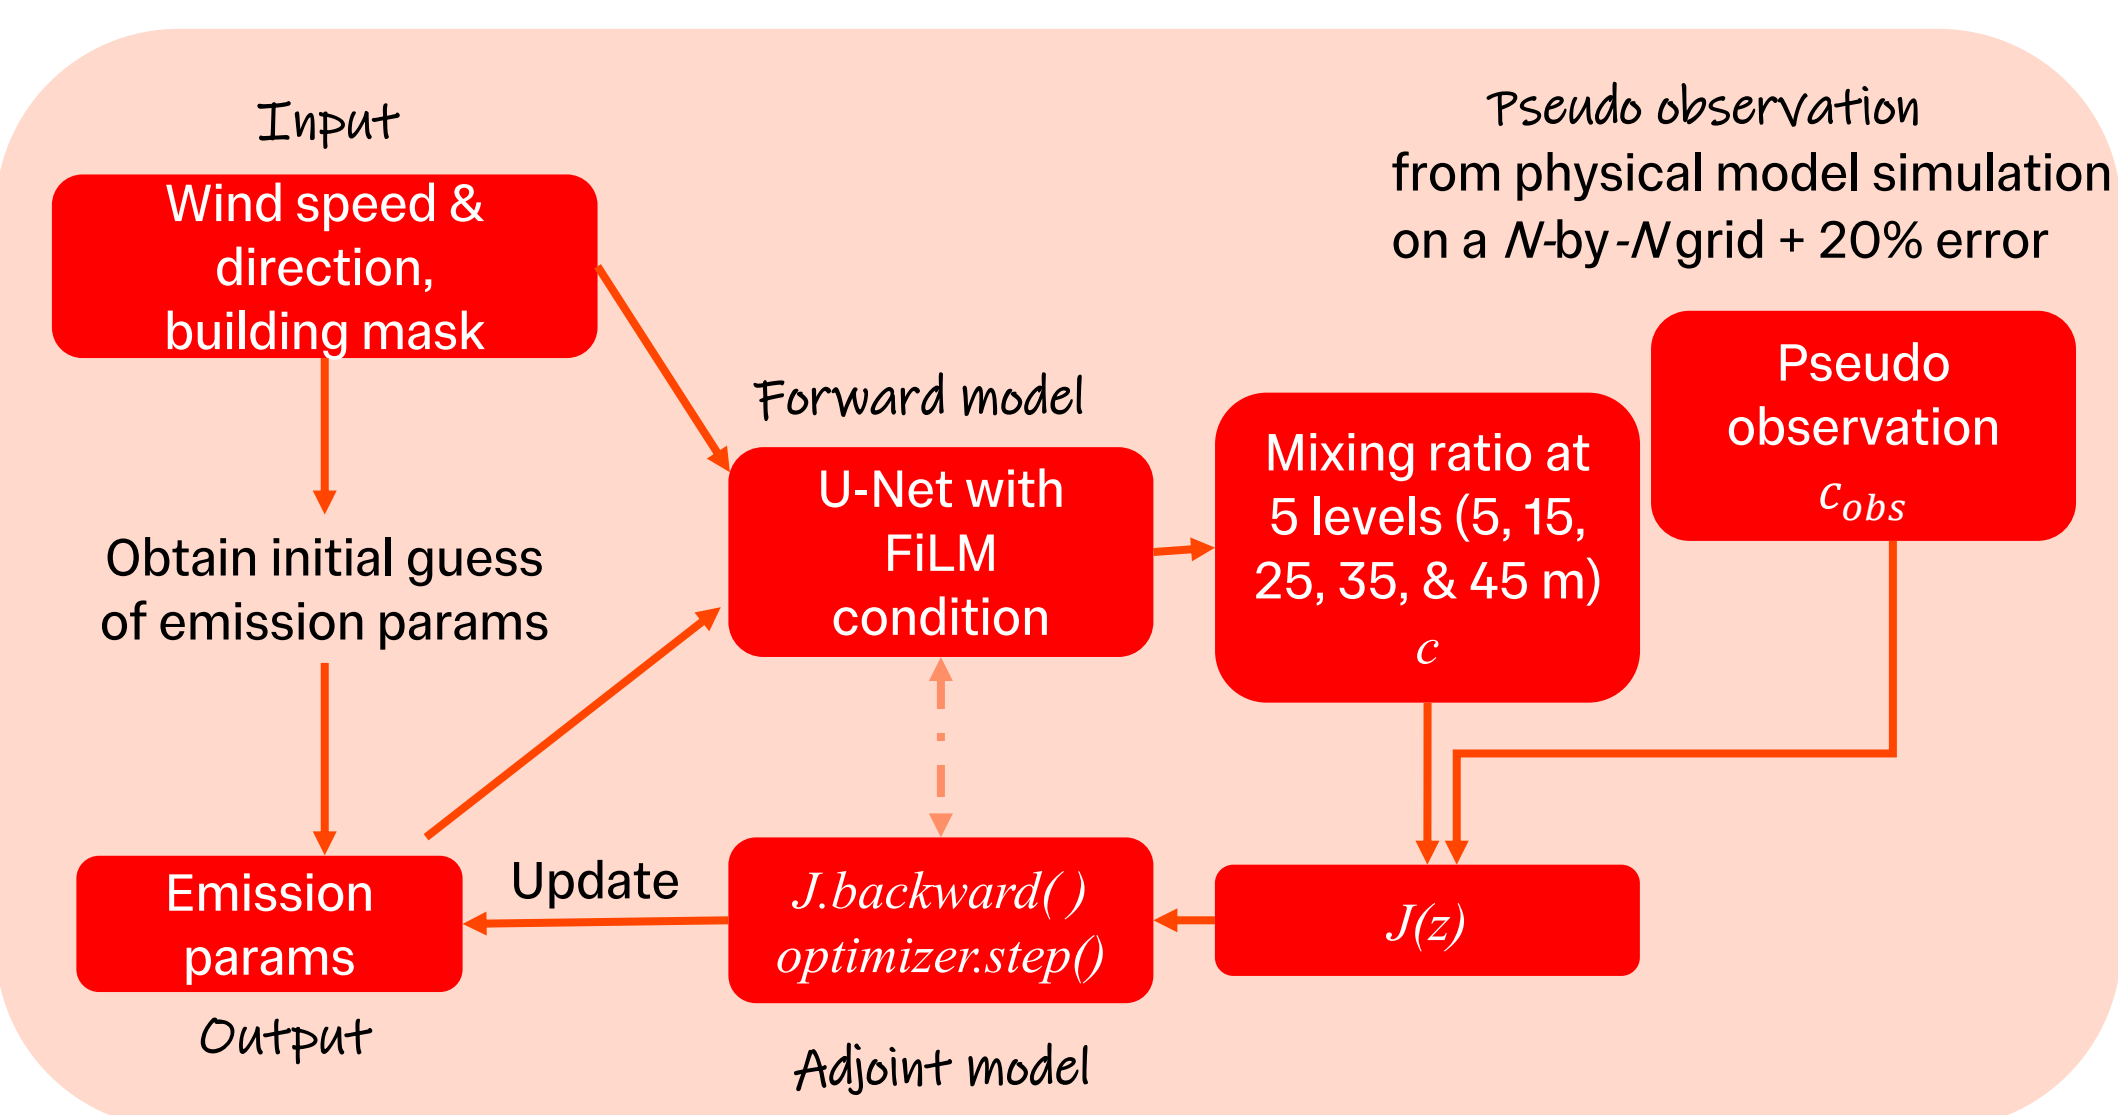 Input
Wind speed &
direction,
building mask
Obtain initial guess
of emission params
Emission
params
Output
Forward model
U-Net with
FiLM
condition
Update
J.backward( )
optimizer.step()
Adjoint model
Pseudo observation
from physical model simulation
on a N-by-N grid + 20% error
Mixing ratio at
5 levels (5, 15,
25, 35, & 45 m)
c
Pseudo
observation
c_obs
J(z)